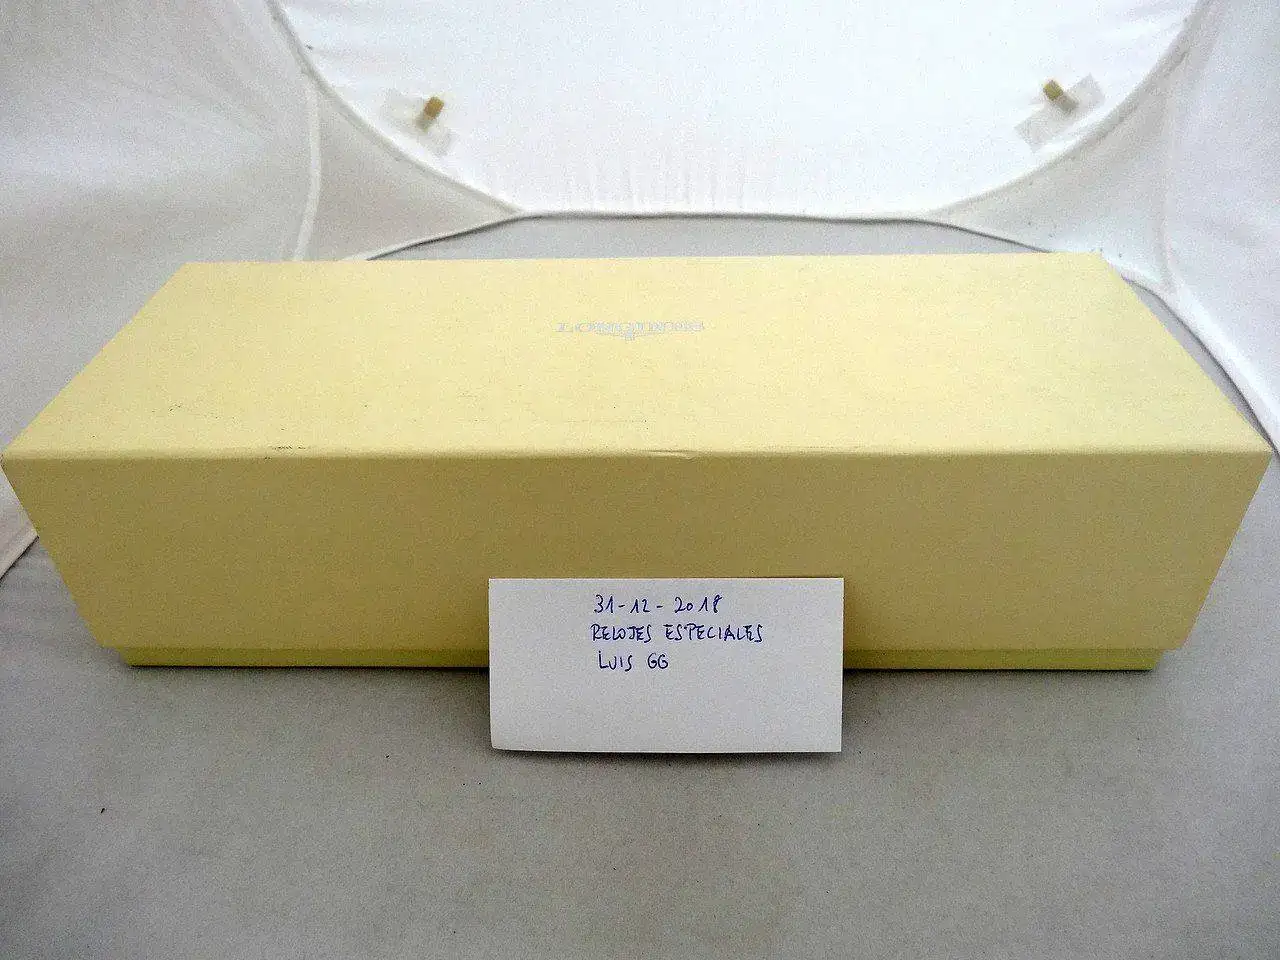 LONGINES
31-12-2018
RELOJES ESPECIALES
LUIS GG